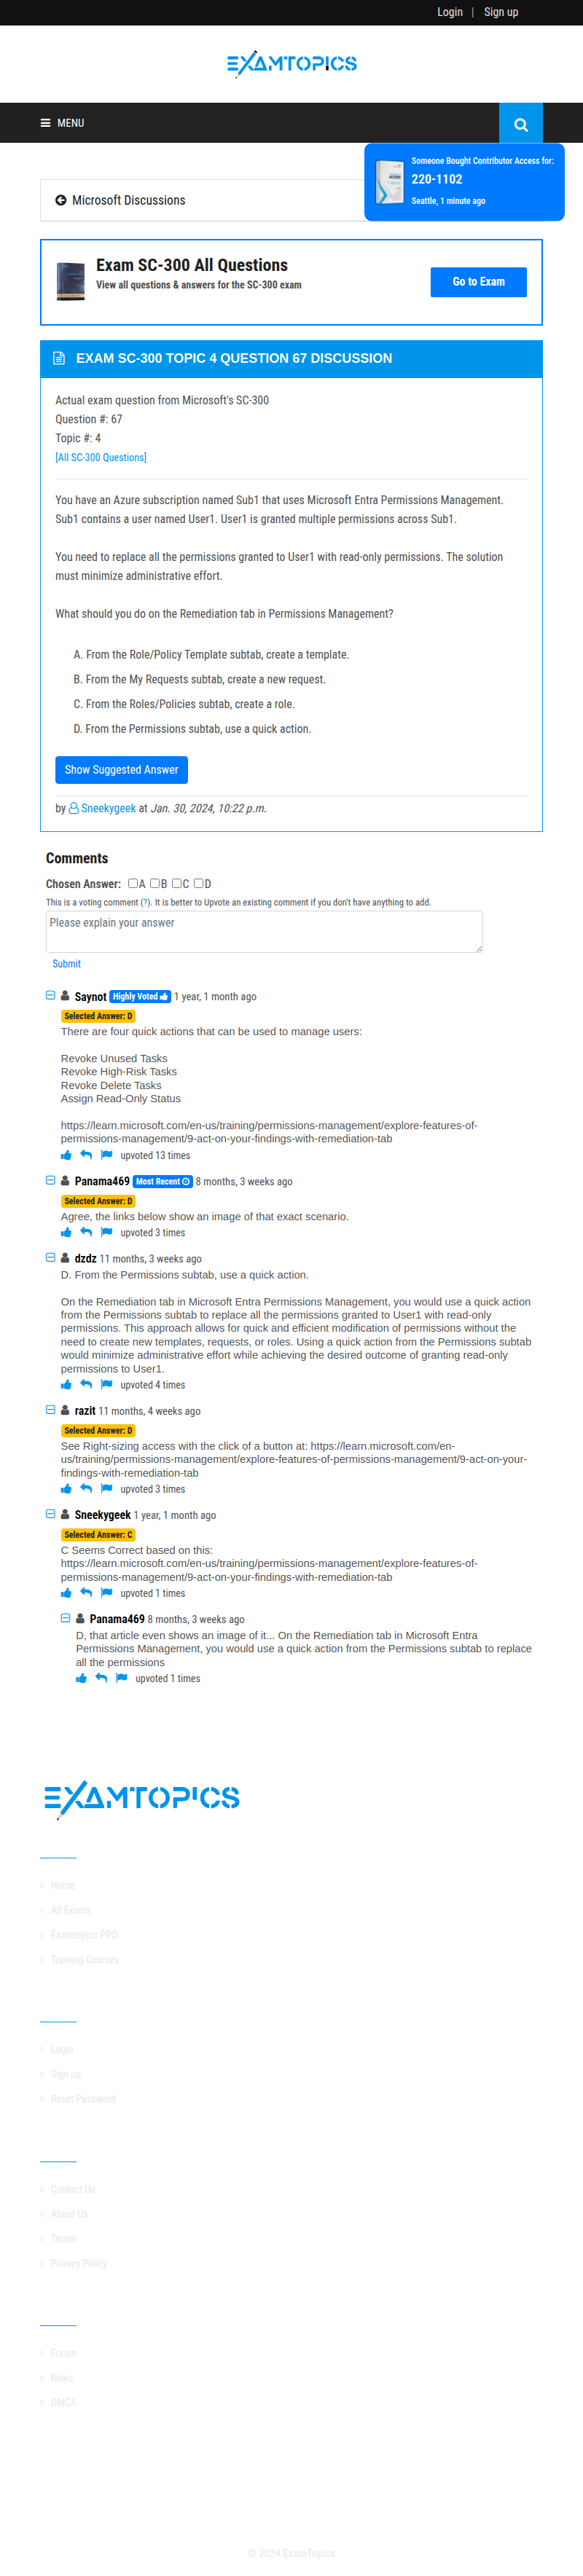 Login | Sign up
EXAMTOPICS
MENU
Someone Bought Contributor Access for:
220-1102
Seattle, 1 minute ago
Microsoft Discussions
Exam SC-300 All Questions
View all questions & answers for the SC-300 exam
Go to Exam
EXAM SC-300 TOPIC 4 QUESTION 67 DISCUSSION
Actual exam question from Microsoft's SC-300
Question #: 67
Topic #: 4
[All SC-300 Questions]
You have an Azure subscription named Sub1 that uses Microsoft Entra Permissions Management.
Sub1 contains a user named User1. User1 is granted multiple permissions across Sub1.
You need to replace all the permissions granted to User1 with read-only permissions. The solution
must minimize administrative effort.
What should you do on the Remediation tab in Permissions Management?
A. From the Role/Policy Template subtab, create a template.
B. From the My Requests subtab, create a new request.
C. From the Roles/Policies subtab, create a role.
D. From the Permissions subtab, use a quick action.
Show Suggested Answer
by Sneekygeek at Jan. 30, 2024, 10:22 p.m.
Comments
Chosen Answer: A B C D
This is a voting comment (?). It is better to Upvote an existing comment if you don't have anything to add.
Please explain your answer
Submit
Saynot Highly Voted 1 year, 1 month ago
Selected Answer: D
There are four quick actions that can be used to manage users:
Revoke Unused Tasks
Revoke High-Risk Tasks
Revoke Delete Tasks
Assign Read-Only Status
https://learn.microsoft.com/en-us/training/permissions-management/explore-features-of-
permissions-management/9-act-on-your-findings-with-remediation-tab
upvoted 13 times
Panama469 Most Recent 8 months, 3 weeks ago
Selected Answer: D
Agree, the links below show an image of that exact scenario.
upvoted 3 times
dzdz 11 months, 3 weeks ago
D. From the Permissions subtab, use a quick action.
On the Remediation tab in Microsoft Entra Permissions Management, you would use a quick action
from the Permissions subtab to replace all the permissions granted to User1 with read-only
permissions. This approach allows for quick and efficient modification of permissions without the
need to create new templates, requests, or roles. Using a quick action from the Permissions subtab
would minimize administrative effort while achieving the desired outcome of granting read-only
permissions to User1.
upvoted 4 times
razit 11 months, 4 weeks ago
Selected Answer: D
See Right-sizing access with the click of a button at: https://learn.microsoft.com/en-
us/training/permissions-management/explore-features-of-permissions-management/9-act-on-your-
findings-with-remediation-tab
upvoted 3 times
Sneekygeek 1 year, 1 month ago
Selected Answer: C
C Seems Correct based on this:
https://learn.microsoft.com/en-us/training/permissions-management/explore-features-of-
permissions-management/9-act-on-your-findings-with-remediation-tab
upvoted 1 times
Panama469 8 months, 3 weeks ago
D, that article even shows an image of it... On the Remediation tab in Microsoft Entra
Permissions Management, you would use a quick action from the Permissions subtab to replace
all the permissions
upvoted 1 times
EXAMTOPICS
Home
All Exams
Examtopics PRO
Training Courses
Login
Sign up
Reset Password
Contact Us
About Us
Terms
Privacy Policy
Forum
News
DMCA
© 2024 ExamTopics